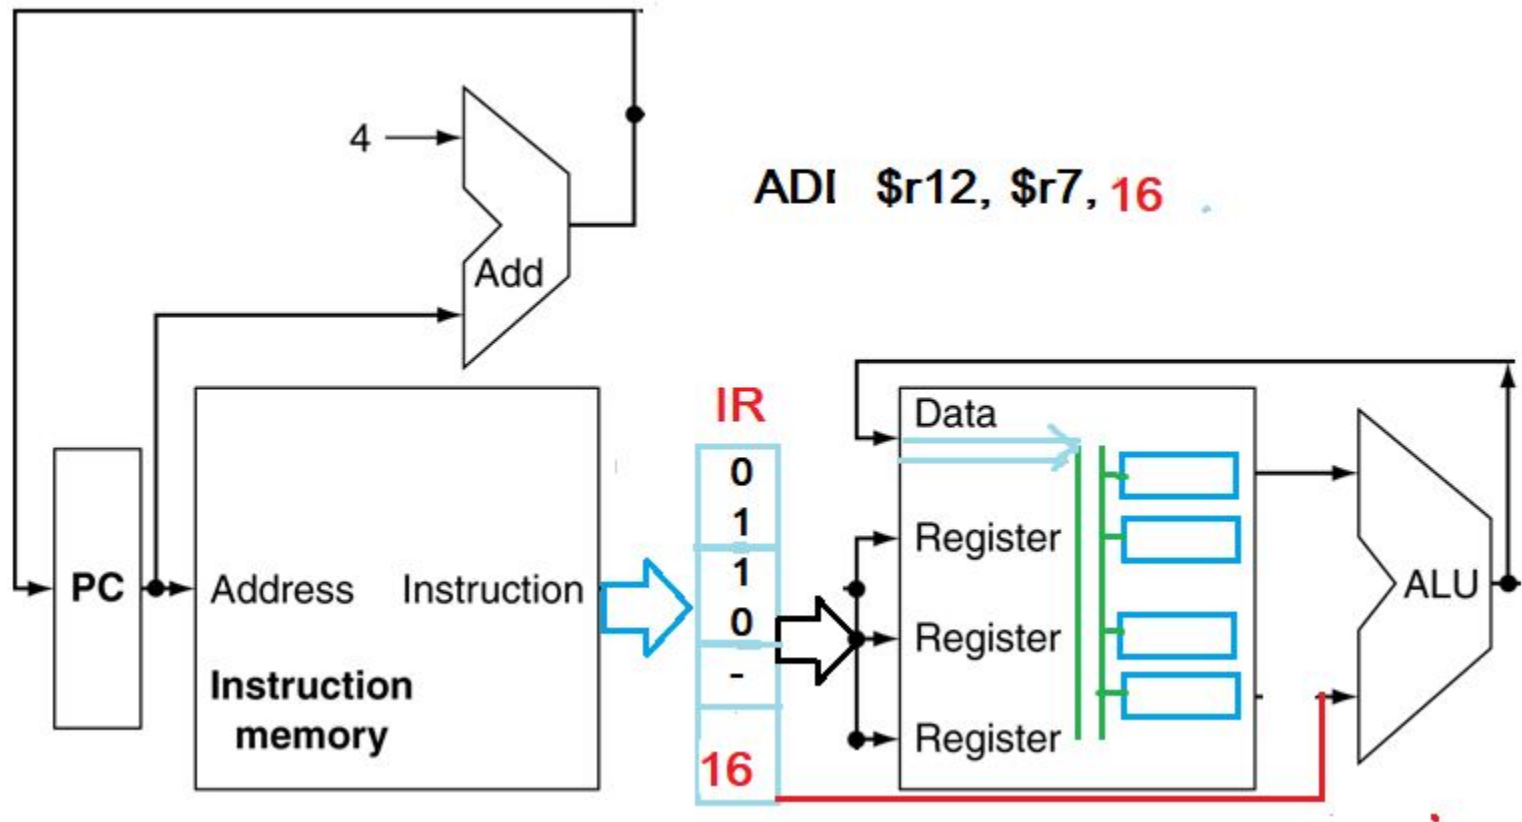 4
ADI $r12, $r7, 16
Add
IR
PC
Address Instruction
Instruction
memory
0
1
1
0
-
16
Data
Register
Register
Register
ALU